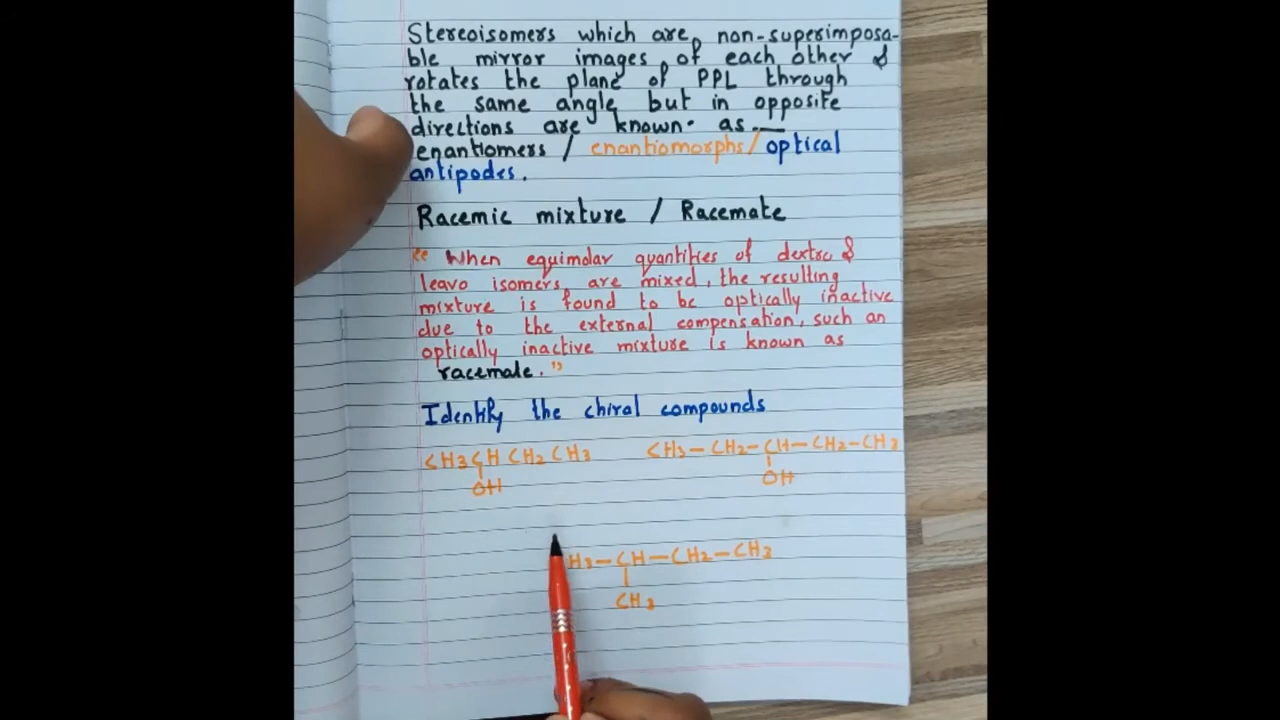 Stereoisomers which are, non-superimposa-
ble mirror images, of each other &
rotates the plane of PPL through
the same angle, but in opposite
directions are known as
enantiomers / enantiomorphs/ optical
antipodes.
Racemic mixture / Racemate
"When equimolar quantities of dextro &
leavo isomers, are mixed, the resulting
mixture is found to be optically inactive
due to the external compensation, such an
optically inactive mixture is known as
racemate."
Identify the chiral compounds
CH3 CH CH2 CH3 CH3-CH2-CH-CH2-CH3
OH OH
H3-CH-CH2-CH3
CH3